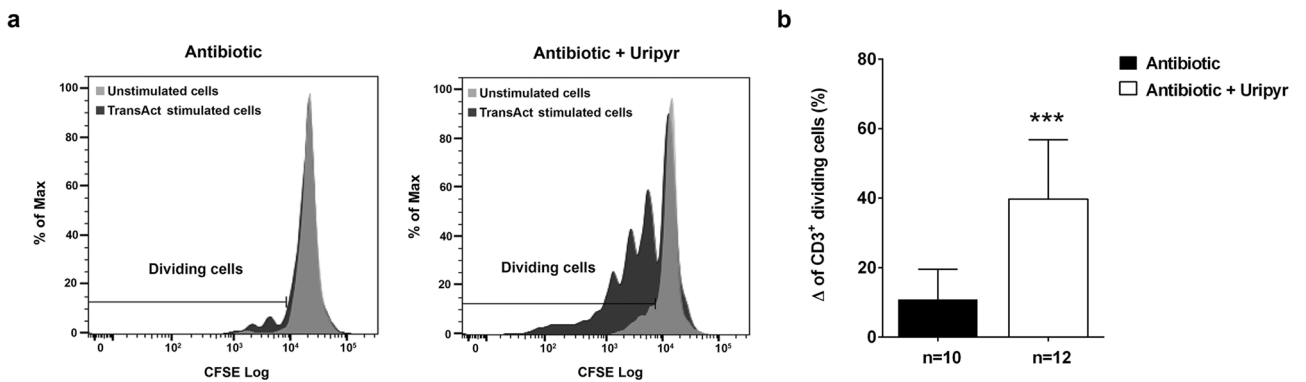 a
Antibiotic
Unstimulated cells
TransAct stimulated cells
% of Max
100
80
60
40
20
0
Dividing cells
0 10² 10³ 10⁴ 10⁵
CFSE Log
Antibiotic + Uripyr
Unstimulated cells
TransAct stimulated cells
% of Max
100
80
60
40
20
0
Dividing cells
0 10² 10³ 10⁴ 10⁵
CFSE Log
b
Δ of CD3⁺ dividing cells (%)
80
60
40
20
0
***
n=10 n=12
Antibiotic
Antibiotic + Uripyr